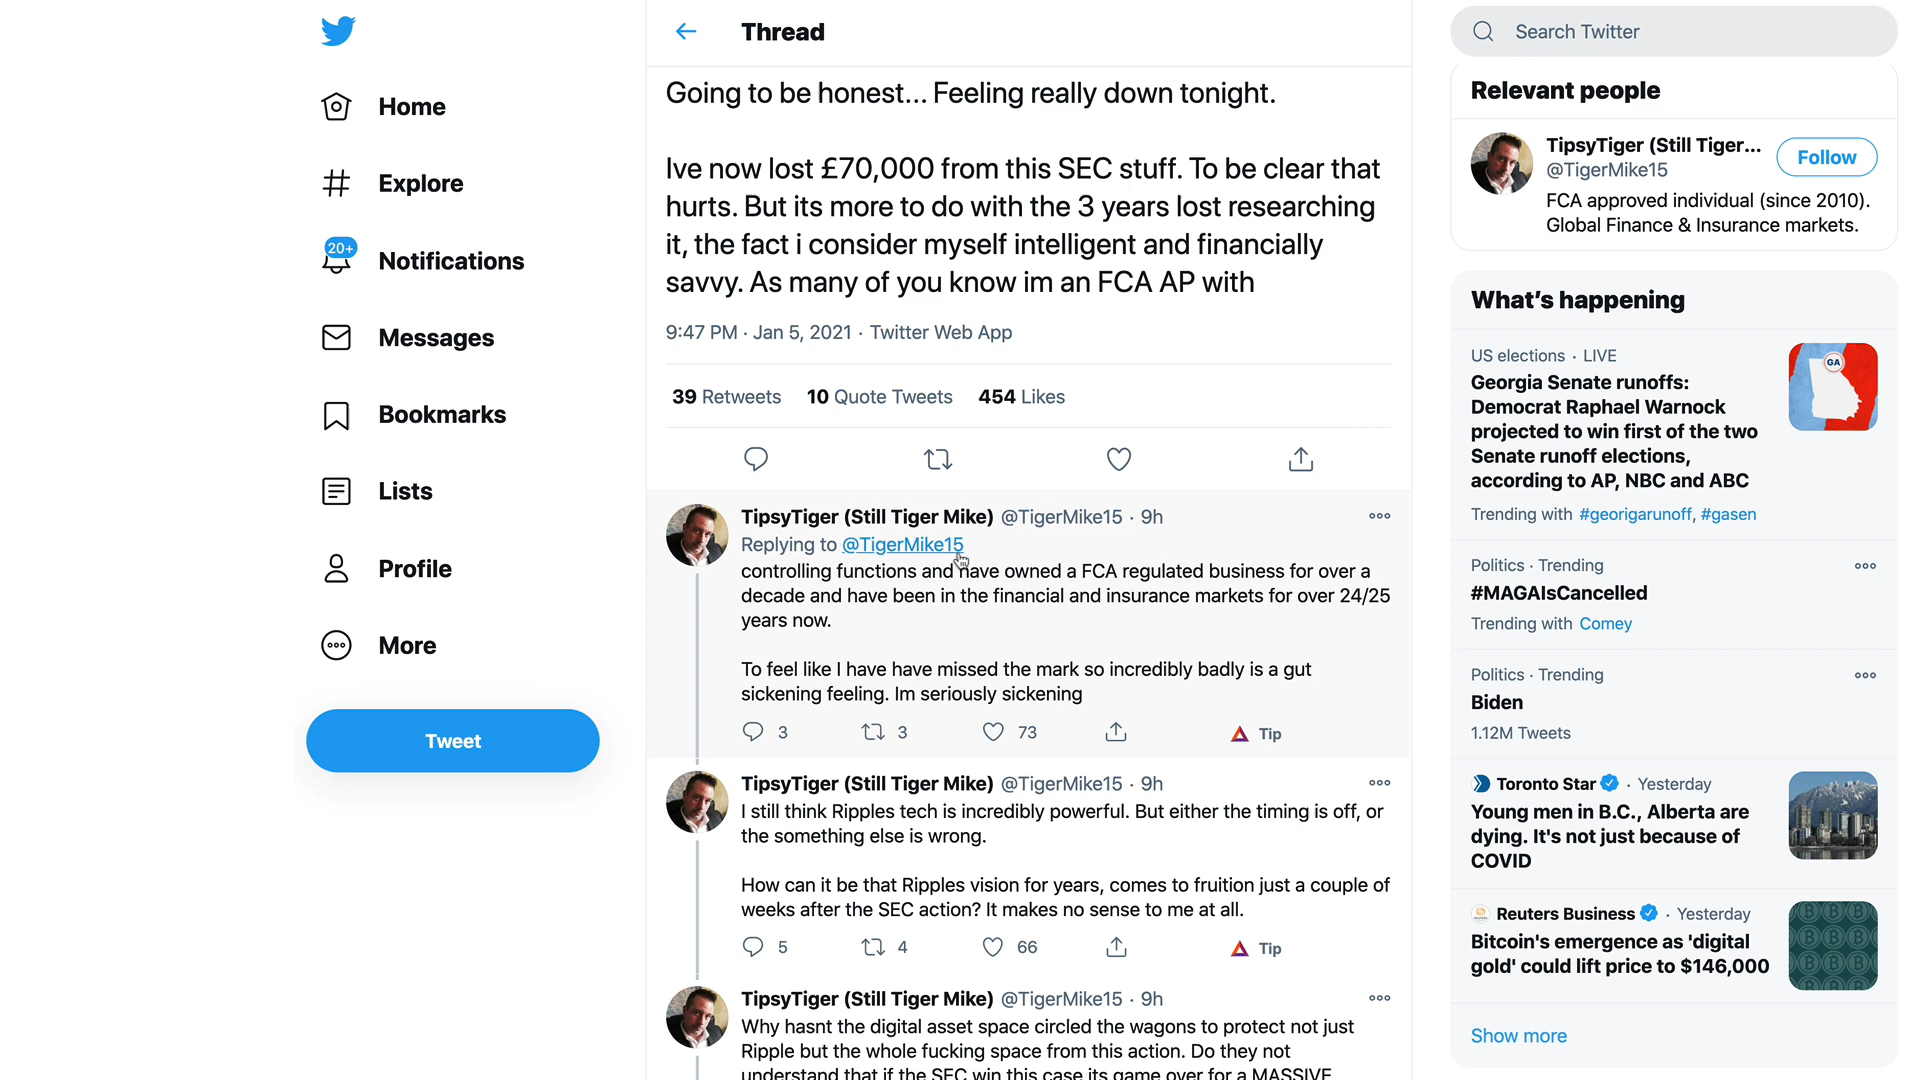 Home
Explore
20+
Notifications
Messages
Bookmarks
Lists
Profile
More
Tweet
Thread
Going to be honest... Feeling really down tonight.
Ive now lost £70,000 from this SEC stuff. To be clear that
hurts. But its more to do with the 3 years lost researching
it, the fact i consider myself intelligent and financially
savvy. As many of you know im an FCA AP with
9:47 PM · Jan 5, 2021 · Twitter Web App
39 Retweets 10 Quote Tweets 454 Likes
TipsyTiger (Still Tiger Mike) @TigerMike15 · 9h
Replying to @TigerMike15
controlling functions and have owned a FCA regulated business for over a
decade and have been in the financial and insurance markets for over 24/25
years now.
To feel like I have have missed the mark so incredibly badly is a gut
sickening feeling. Im seriously sickening
3 3 73 Tip
TipsyTiger (Still Tiger Mike) @TigerMike15 · 9h
I still think Ripples tech is incredibly powerful. But either the timing is off, or
the something else is wrong.
How can it be that Ripples vision for years, comes to fruition just a couple of
weeks after the SEC action? It makes no sense to me at all.
5 4 66 Tip
TipsyTiger (Still Tiger Mike) @TigerMike15 · 9h
Why hasnt the digital asset space circled the wagons to protect not just
Ripple but the whole fucking space from this action. Do they not
understand that if the SEC win this case its game over for a MASSIVE
Search Twitter
Relevant people
TipsyTiger (Still Tiger...
@TigerMike15
Follow
FCA approved individual (since 2010).
Global Finance & Insurance markets.
What's happening
US elections · LIVE
Georgia Senate runoffs:
Democrat Raphael Warnock
projected to win first of the two
Senate runoff elections,
according to AP, NBC and ABC
GA
Trending with #georigarunoff, #gasen
Politics · Trending
#MAGAIsCancelled
Trending with Comey
Politics · Trending
Biden
1.12M Tweets
Toronto Star · Yesterday
Young men in B.C., Alberta are
dying. It's not just because of
COVID
Reuters Business · Yesterday
Bitcoin's emergence as 'digital
gold' could lift price to $146,000
Show more